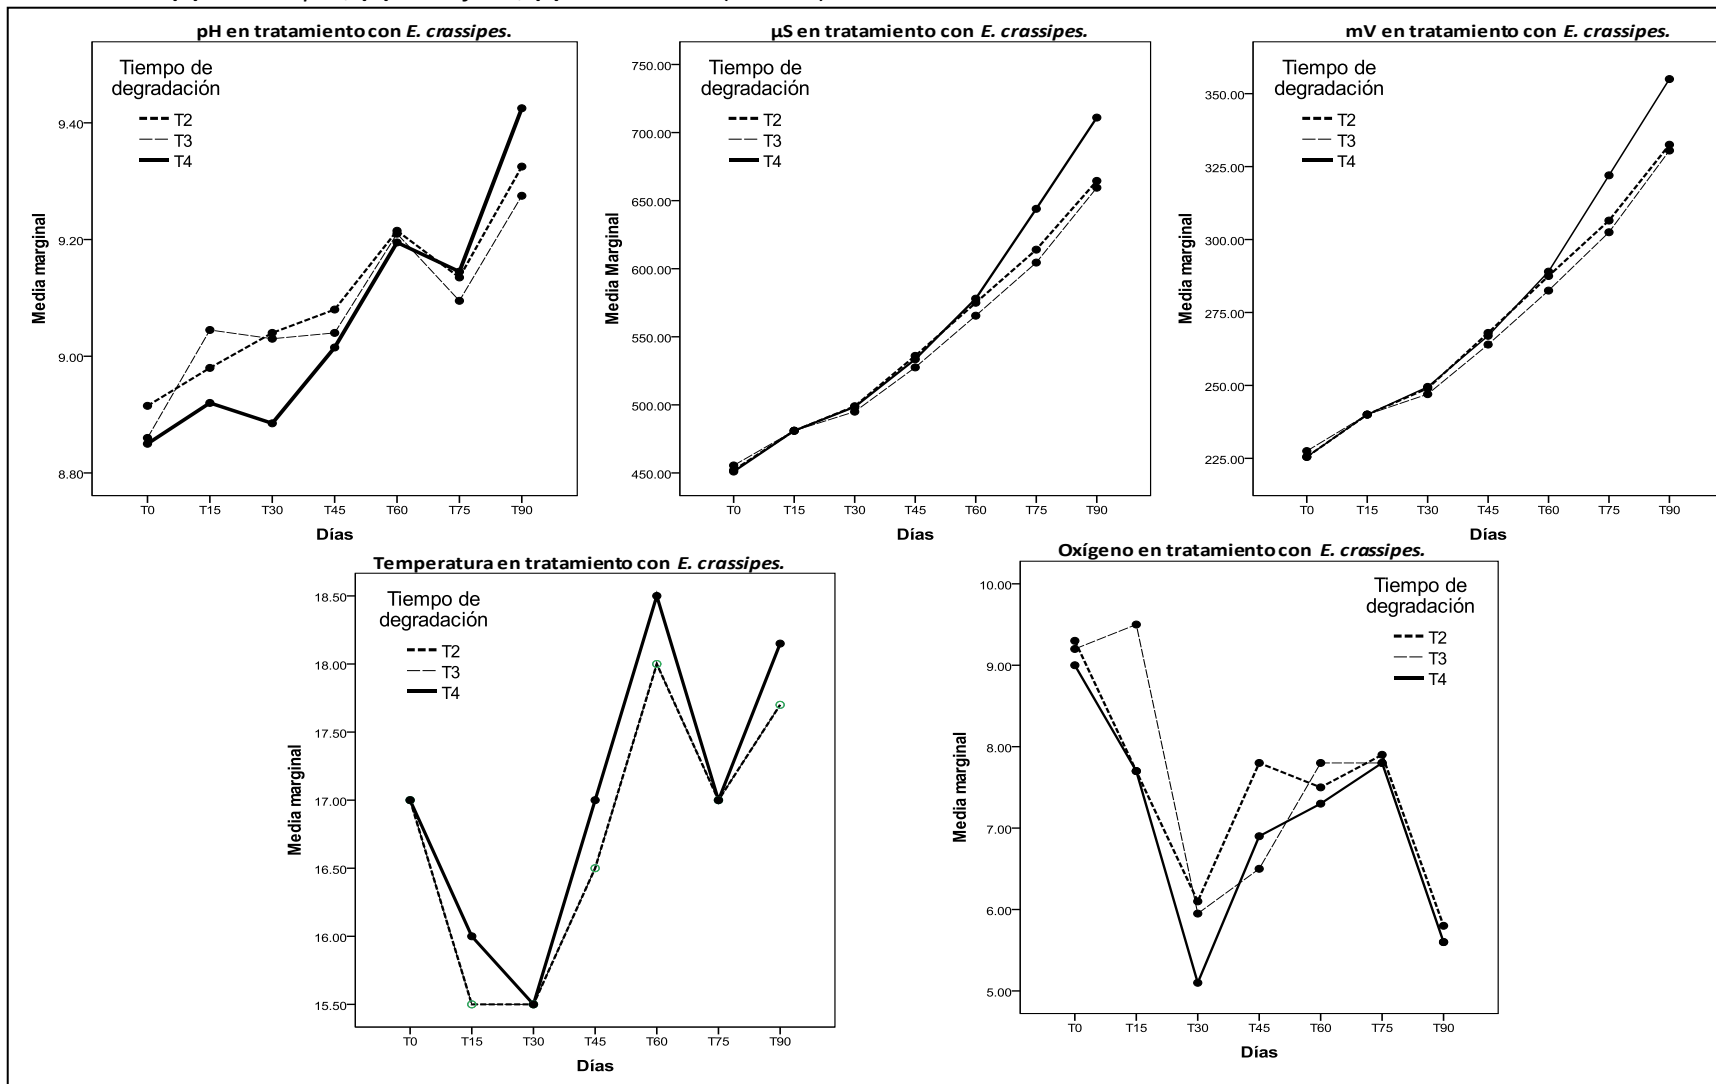 pH en tratamiento con E. crassipes.
Tiempo de
degradación
T2
T3
T4
Media marginal
9.40
9.20
9.00
8.80
T0 T15 T30 T45 T60 T75 T90
Días
µS en tratamiento con E. crassipes.
Tiempo de
degradación
T2
T3
T4
Media Marginal
750.00
700.00
650.00
600.00
550.00
500.00
450.00
T0 T15 T30 T45 T60 T75 T90
Días
mV en tratamiento con E. crassipes.
Tiempo de
degradación
T2
T3
T4
Media marginal
350.00
325.00
300.00
275.00
250.00
225.00
T0 T15 T30 T45 T60 T75 T90
Días
Temperatura en tratamiento con E. crassipes.
Tiempo de
degradación
T2
T3
T4
Media marginal
18.50
18.00
17.50
17.00
16.50
16.00
15.50
T0 T15 T30 T45 T60 T75 T90
Días
Oxígeno en tratamiento con E. crassipes.
Tiempo de
degradación
T2
T3
T4
Media marginal
10.00
9.00
8.00
7.00
6.00
5.00
T0 T15 T30 T45 T60 T75 T90
Días